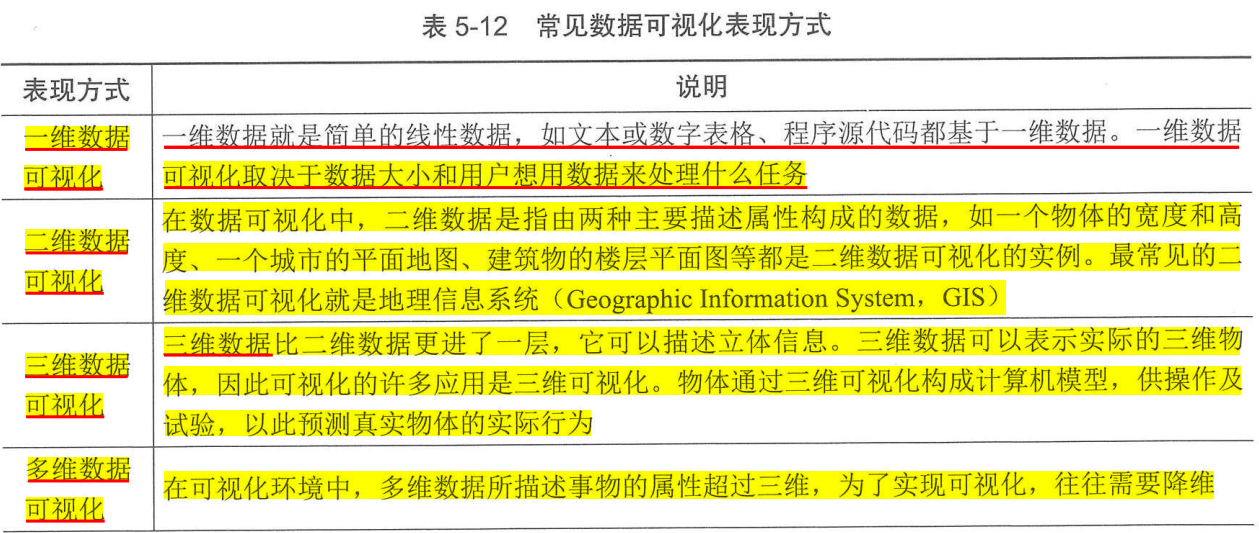 表 5-12 常见数据可视化表现方式
表现方式 说明
一维数据
可视化
一维数据就是简单的线性数据，如文本或数字表格、程序源代码都基于一维数据。一维数据
可视化取决于数据大小和用户想用数据来处理什么任务
二维数据
可视化
在数据可视化中，二维数据是指由两种主要描述属性构成的数据，如一个物体的宽度和高
度、一个城市的平面地图、建筑物的楼层平面图等都是二维数据可视化的实例。最常见的二
维数据可视化就是地理信息系统（Geographic Information System，GIS）
三维数据
可视化
三维数据比二维数据更进了一层，它可以描述立体信息。三维数据可以表示实际的三维物
体，因此可视化的许多应用是三维可视化。物体通过三维可视化构成计算机模型，供操作及
试验，以此预测真实物体的实际行为
多维数据
可视化
在可视化环境中，多维数据所描述事物的属性超过三维，为了实现可视化，往往需要降维